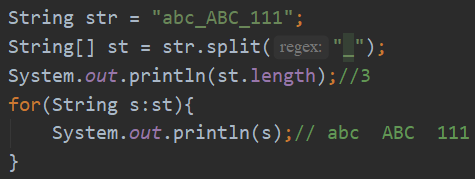 String str = "abc_ABC_111";
String[] st = str.split( regex: "_");
System.out.println(st.length);//3
for(String s:st){
    System.out.println(s);// abc  ABC  111
}